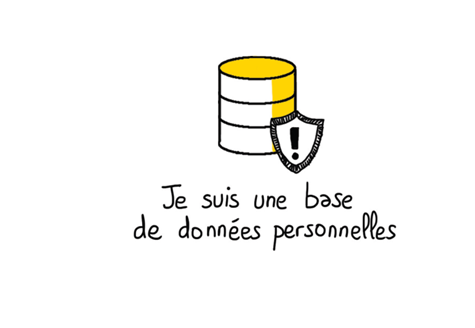 !
Je suis une base
de données personnelles